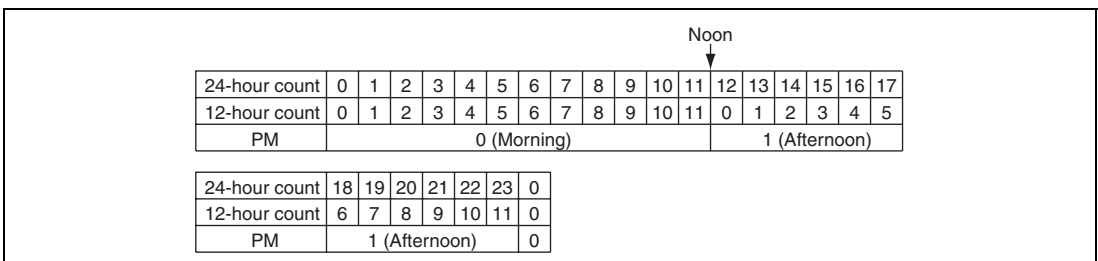 Noon
24-hour count 0 1 2 3 4 5 6 7 8 9 10 11 12 13 14 15 16 17
12-hour count 0 1 2 3 4 5 6 7 8 9 10 11 0 1 2 3 4 5
PM 0 (Morning) 1 (Afternoon)
24-hour count 18 19 20 21 22 23 0
12-hour count 6 7 8 9 10 11 0
PM 1 (Afternoon) 0